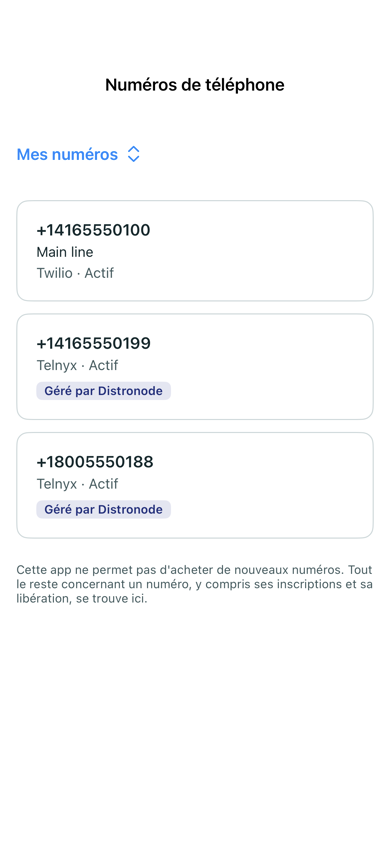 Numéros de téléphone
Mes numéros
+14165550100
Main line
Twilio · Actif
+14165550199
Telnyx · Actif
Géré par Distronode
+18005550188
Telnyx · Actif
Géré par Distronode
Cette app ne permet pas d'acheter de nouveaux numéros. Tout
le reste concernant un numéro, y compris ses inscriptions et sa
libération, se trouve ici.